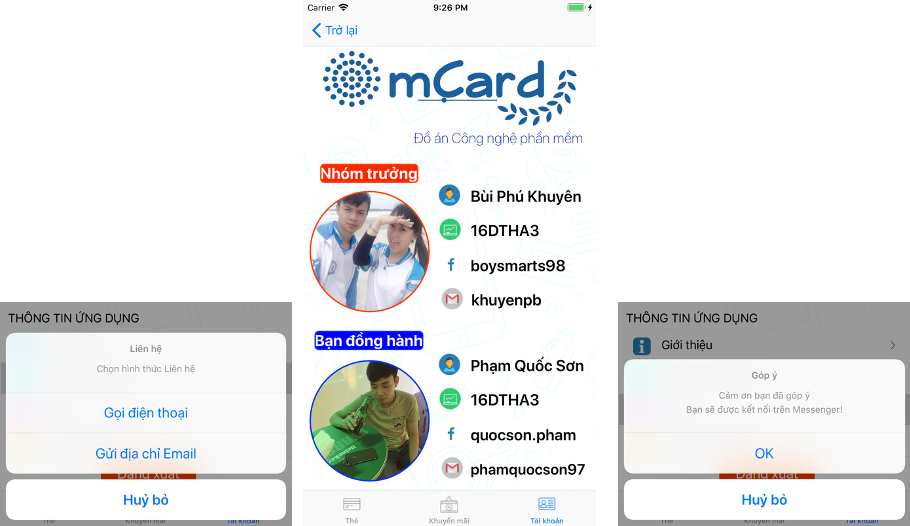 THÔNG TIN ỨNG DỤNG
Liên hệ
Chọn hình thức Liên hệ
Gọi điện thoại
Gửi địa chỉ Email
Đăng xuất
Huỷ bỏ
Thẻ
Khuyến mãi
Tài khoản
Carrier
9:26 PM
Trở lại
mCard
Đồ án Công nghệ phần mềm
Nhóm trưởng
Bùi Phú Khuyên
16DTHA3
boysmarts98
khuyenpb
Bạn đồng hành
Phạm Quốc Sơn
16DTHA3
quocson.pham
phamquocson97
Thẻ
Khuyến mãi
Tài khoản
THÔNG TIN ỨNG DỤNG
Giới thiệu
Góp ý
Cảm ơn bạn đã góp ý
Bạn sẽ được kết nối trên Messenger!
OK
Đăng xuất
Huỷ bỏ
Thẻ
Khuyến mãi
Tài khoản